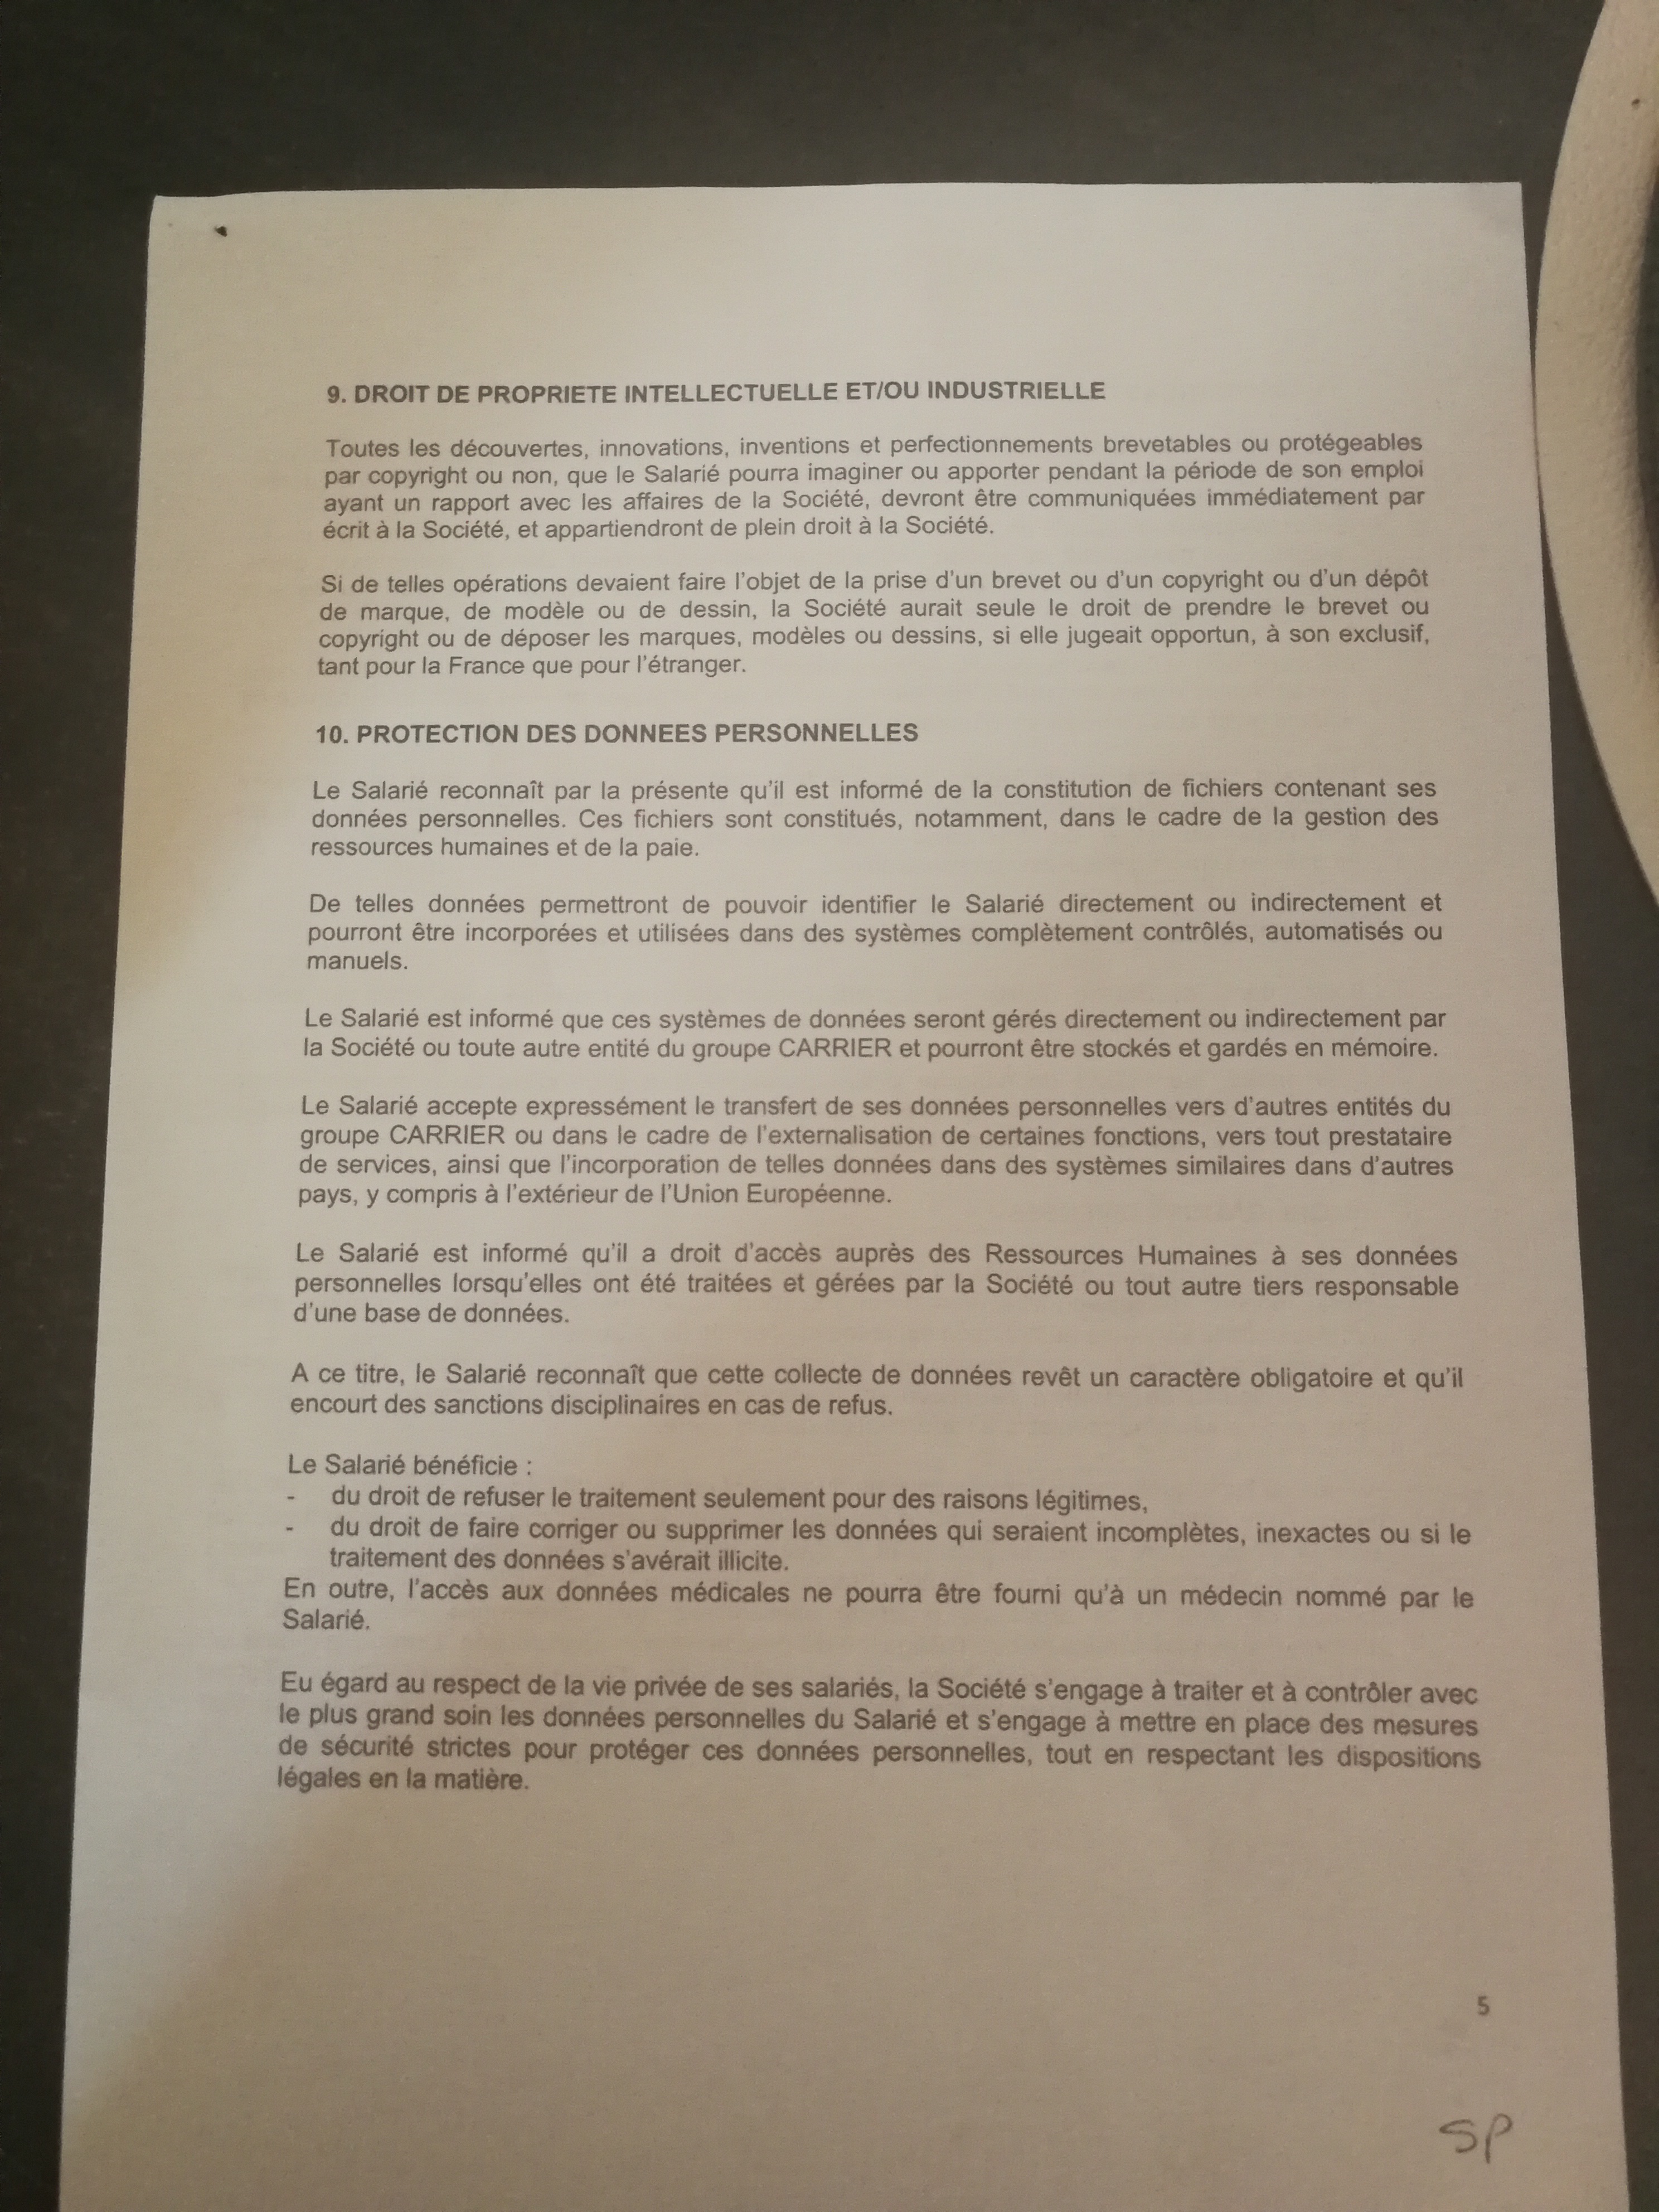 9. DROIT DE PROPRIETE INTELLECTUELLE ET/OU INDUSTRIELLE
Toutes les découvertes, innovations, inventions et perfectionnements brevetables ou protégeables
par copyright ou non, que le Salarié pourra imaginer ou apporter pendant la période de son emploi
ayant un rapport avec les affaires de la Société, devront être communiquées immédiatement par
écrit à la Société, et appartiendront de plein droit à la Société.
Si de telles opérations devaient faire l'objet de la prise d'un brevet ou d'un copyright ou d'un dépôt
de marque, de modèle ou de dessin, la Société aurait seule le droit de prendre le brevet ou
copyright ou de déposer les marques, modèles ou dessins, si elle jugeait opportun, à son exclusif,
tant pour la France que pour l'étranger.
10. PROTECTION DES DONNEES PERSONNELLES
Le Salarié reconnaît par la présente qu'il est informé de la constitution de fichiers contenant ses
données personnelles. Ces fichiers sont constitués, notamment, dans le cadre de la gestion des
ressources humaines et de la paie.
De telles données permettront de pouvoir identifier le Salarié directement ou indirectement et
pourront être incorporées et utilisées dans des systèmes complètement contrôlés, automatisés ou
manuels.
Le Salarié est informé que ces systèmes de données seront gérés directement ou indirectement par
la Société ou toute autre entité du groupe CARRIER et pourront être stockés et gardés en mémoire.
Le Salarié accepte expressément le transfert de ses données personnelles vers d'autres entités du
groupe CARRIER ou dans le cadre de l'externalisation de certaines fonctions, vers tout prestataire
de services, ainsi que l'incorporation de telles données dans des systèmes similaires dans d'autres
pays, y compris à l'extérieur de l'Union Européenne.
Le Salarié est informé qu'il a droit d'accès auprès des Ressources Humaines à ses données
personnelles lorsqu'elles ont été traitées et gérées par la Société ou tout autre tiers responsable
d'une base de données.
A ce titre, le Salarié reconnaît que cette collecte de données revêt un caractère obligatoire et qu'il
encourt des sanctions disciplinaires en cas de refus.
Le Salarié bénéficie :
- du droit de refuser le traitement seulement pour des raisons légitimes,
- du droit de faire corriger ou supprimer les données qui seraient incomplètes, inexactes ou si le
traitement des données s'avérait illicite.
En outre, l'accès aux données médicales ne pourra être fourni qu'à un médecin nommé par le
Salarié.
Eu égard au respect de la vie privée de ses salariés, la Société s'engage à traiter et à contrôler avec
le plus grand soin les données personnelles du Salarié et s'engage à mettre en place des mesures
de sécurité strictes pour protéger ces données personnelles, tout en respectant les dispositions
légales en la matière.
5
SP